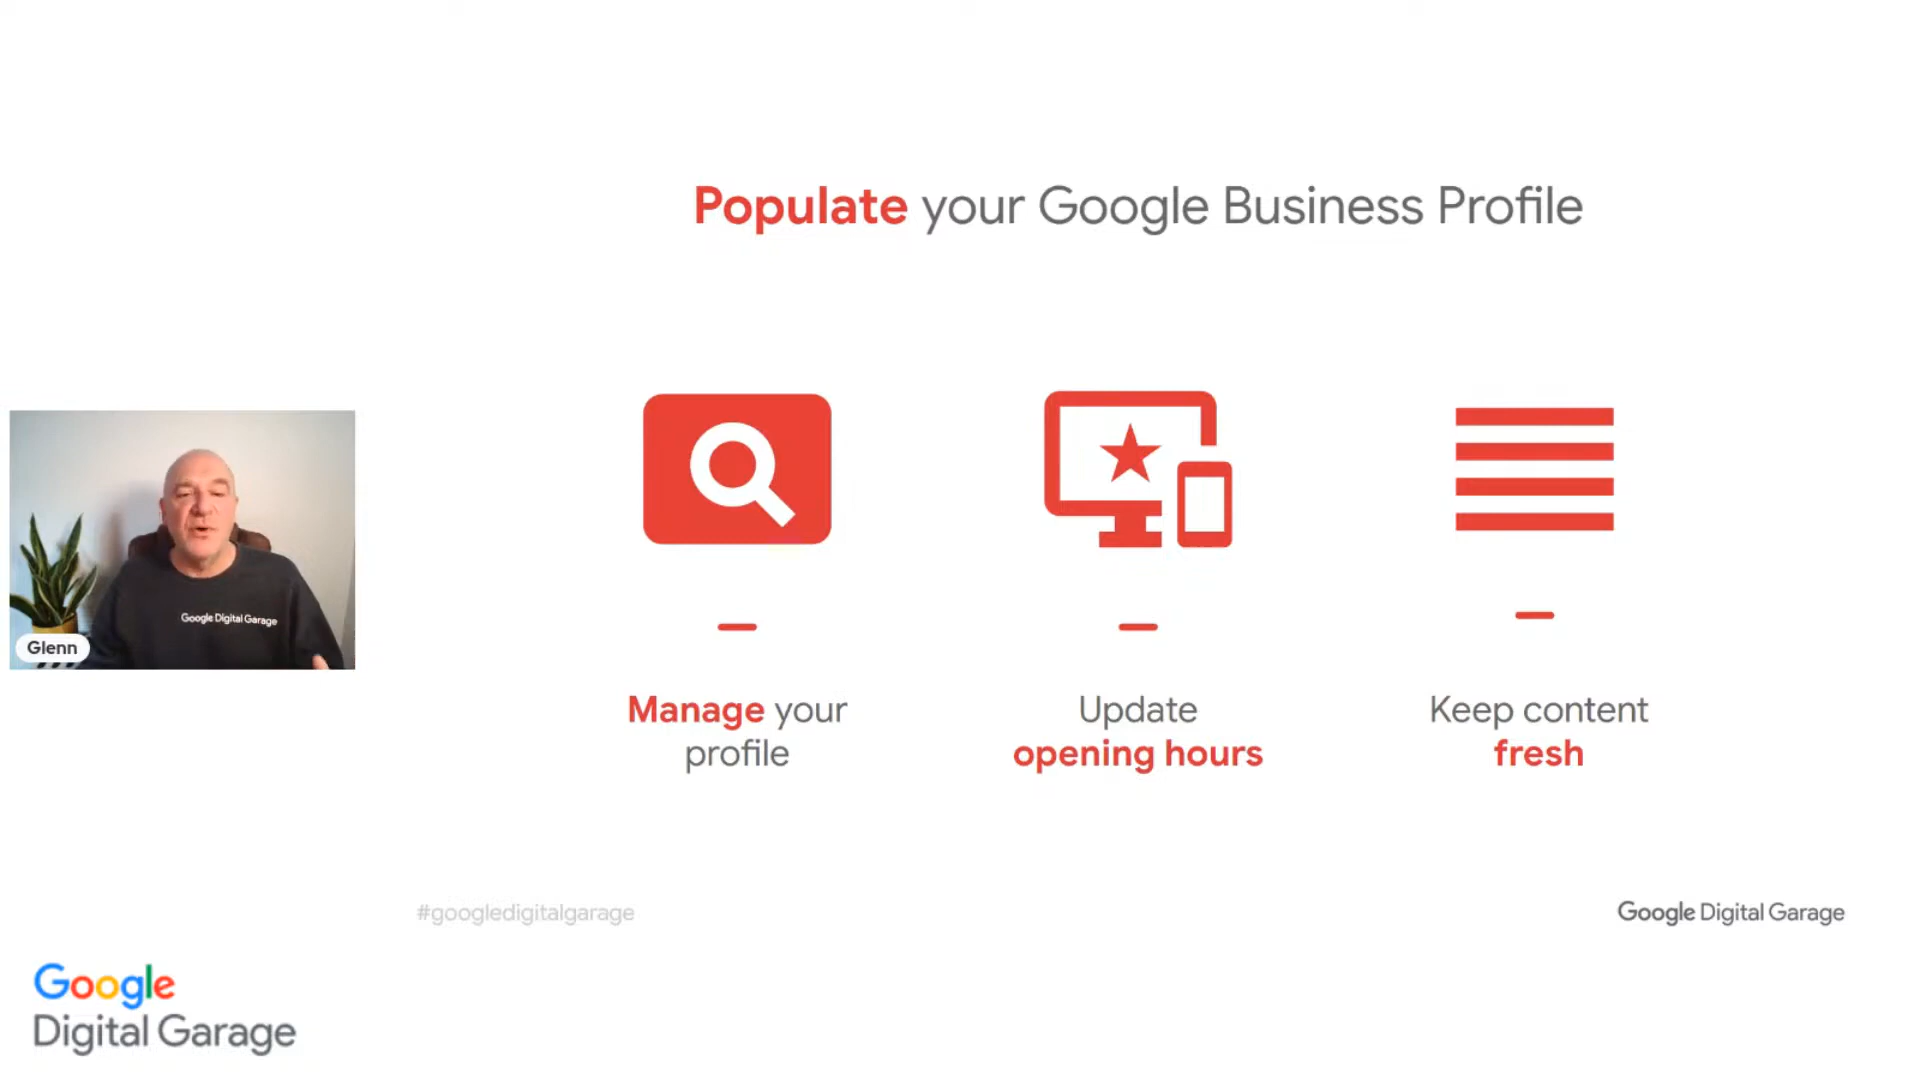 Populate your Google Business Profile
Google Digital Garage
Glenn
Manage your
profile
Update
opening hours
Keep content
fresh
#googledigitalgarage
Google Digital Garage
Google
Digital Garage